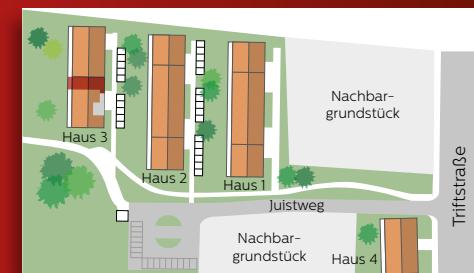 Nachbar-
grundstück
Haus 3
Haus 2
Haus 1
Triftstraße
Juistweg
Nachbar-
grundstück
Haus 4